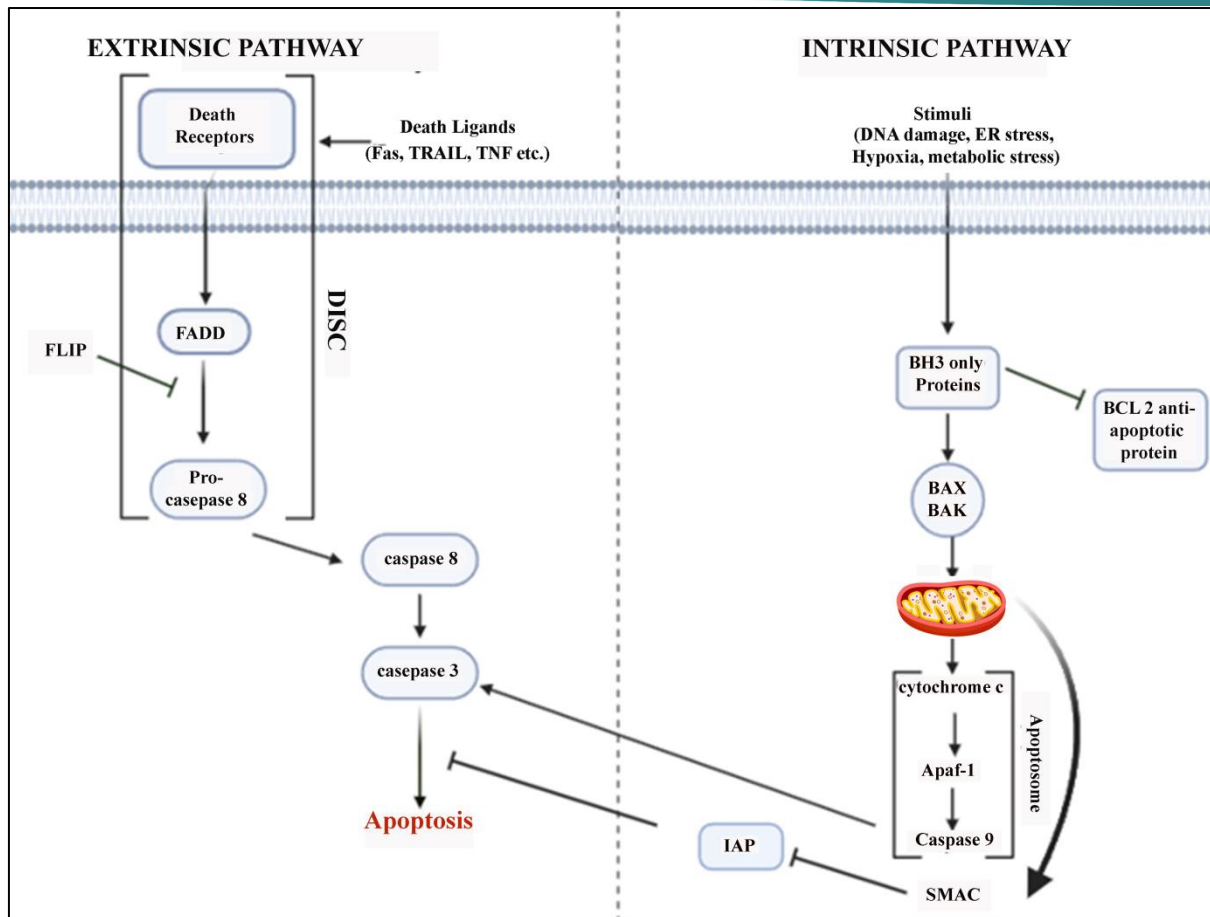 EXTRINSIC PATHWAY
Death
Receptors
Death Ligands
(Fas, TRAIL, TNF etc.)
FADD
FLIP
DISC
Pro-
casepase 8
caspase 8
casepase 3
Apoptosis
INTRINSIC PATHWAY
Stimuli
(DNA damage, ER stress,
Hypoxia, metabolic stress)
BH3 only
Proteins
BCL 2 anti-
apoptotic
protein
BAX
BAK
cytochrome c
Apaf-1
Caspase 9
Apoptosome
IAP
SMAC